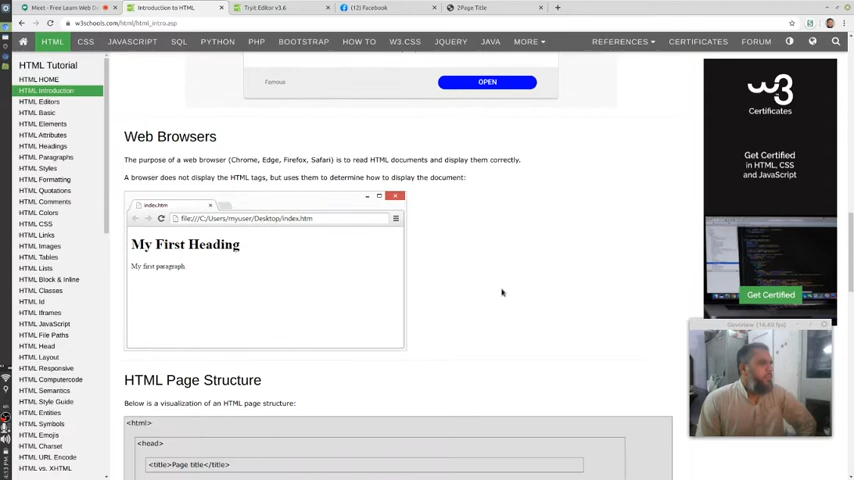 Meet - Free Learn Web D
Introduction to HTML
Tryit Editor v3.6
(1) Facebook
2Page Title
w3schools.com/html/html_intro.asp
HTML CSS JAVASCRIPT SQL PYTHON PHP BOOTSTRAP HOW TO W3.CSS JQUERY JAVA MORE REFERENCES CERTIFICATES FORUM
HTML Tutorial
HTML HOME
HTML Introduction
HTML Editors
HTML Basic
HTML Elements
HTML Attributes
HTML Headings
HTML Paragraphs
HTML Styles
HTML Formatting
HTML Quotations
HTML Comments
HTML Colors
HTML CSS
HTML Links
HTML Images
HTML Tables
HTML Lists
HTML Block & Inline
HTML Classes
HTML Id
HTML Iframes
HTML JavaScript
HTML File Paths
HTML Head
HTML Layout
HTML Responsive
HTML Computercode
HTML Semantics
HTML Style Guide
HTML Entities
HTML Symbols
HTML Emojis
HTML Charset
HTML URL Encode
HTML vs. XHTML
Famous
OPEN
Web Browsers
The purpose of a web browser (Chrome, Edge, Firefox, Safari) is to read HTML documents and display them correctly.
A browser does not display the HTML tags, but uses them to determine how to display the document:
index.htm
file:///C:/Users/myuser/Desktop/index.htm
My First Heading
My first paragraph.
HTML Page Structure
Below is a visualization of an HTML page structure:
<html>
<head>
<title>Page title</title>
w3
Certificates
Get Certified
in HTML, CSS
and JavaScript
Get Certified